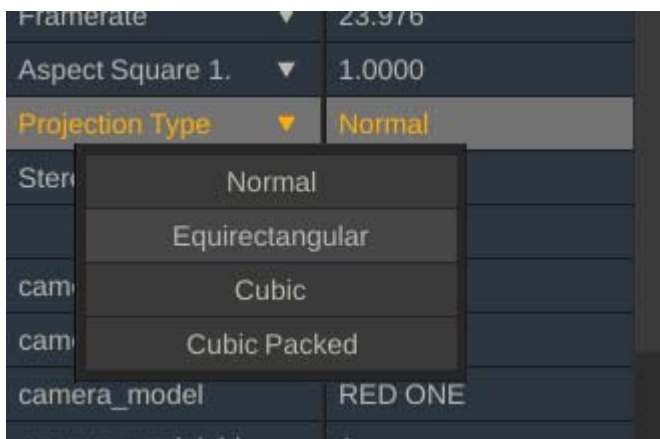 Framerate ▼ 23.976
Aspect Square 1. ▼ 1.0000
Projection Type ▼ Normal
Normal
Equirectangular
Cubic
Cubic Packed
camera_model RED ONE